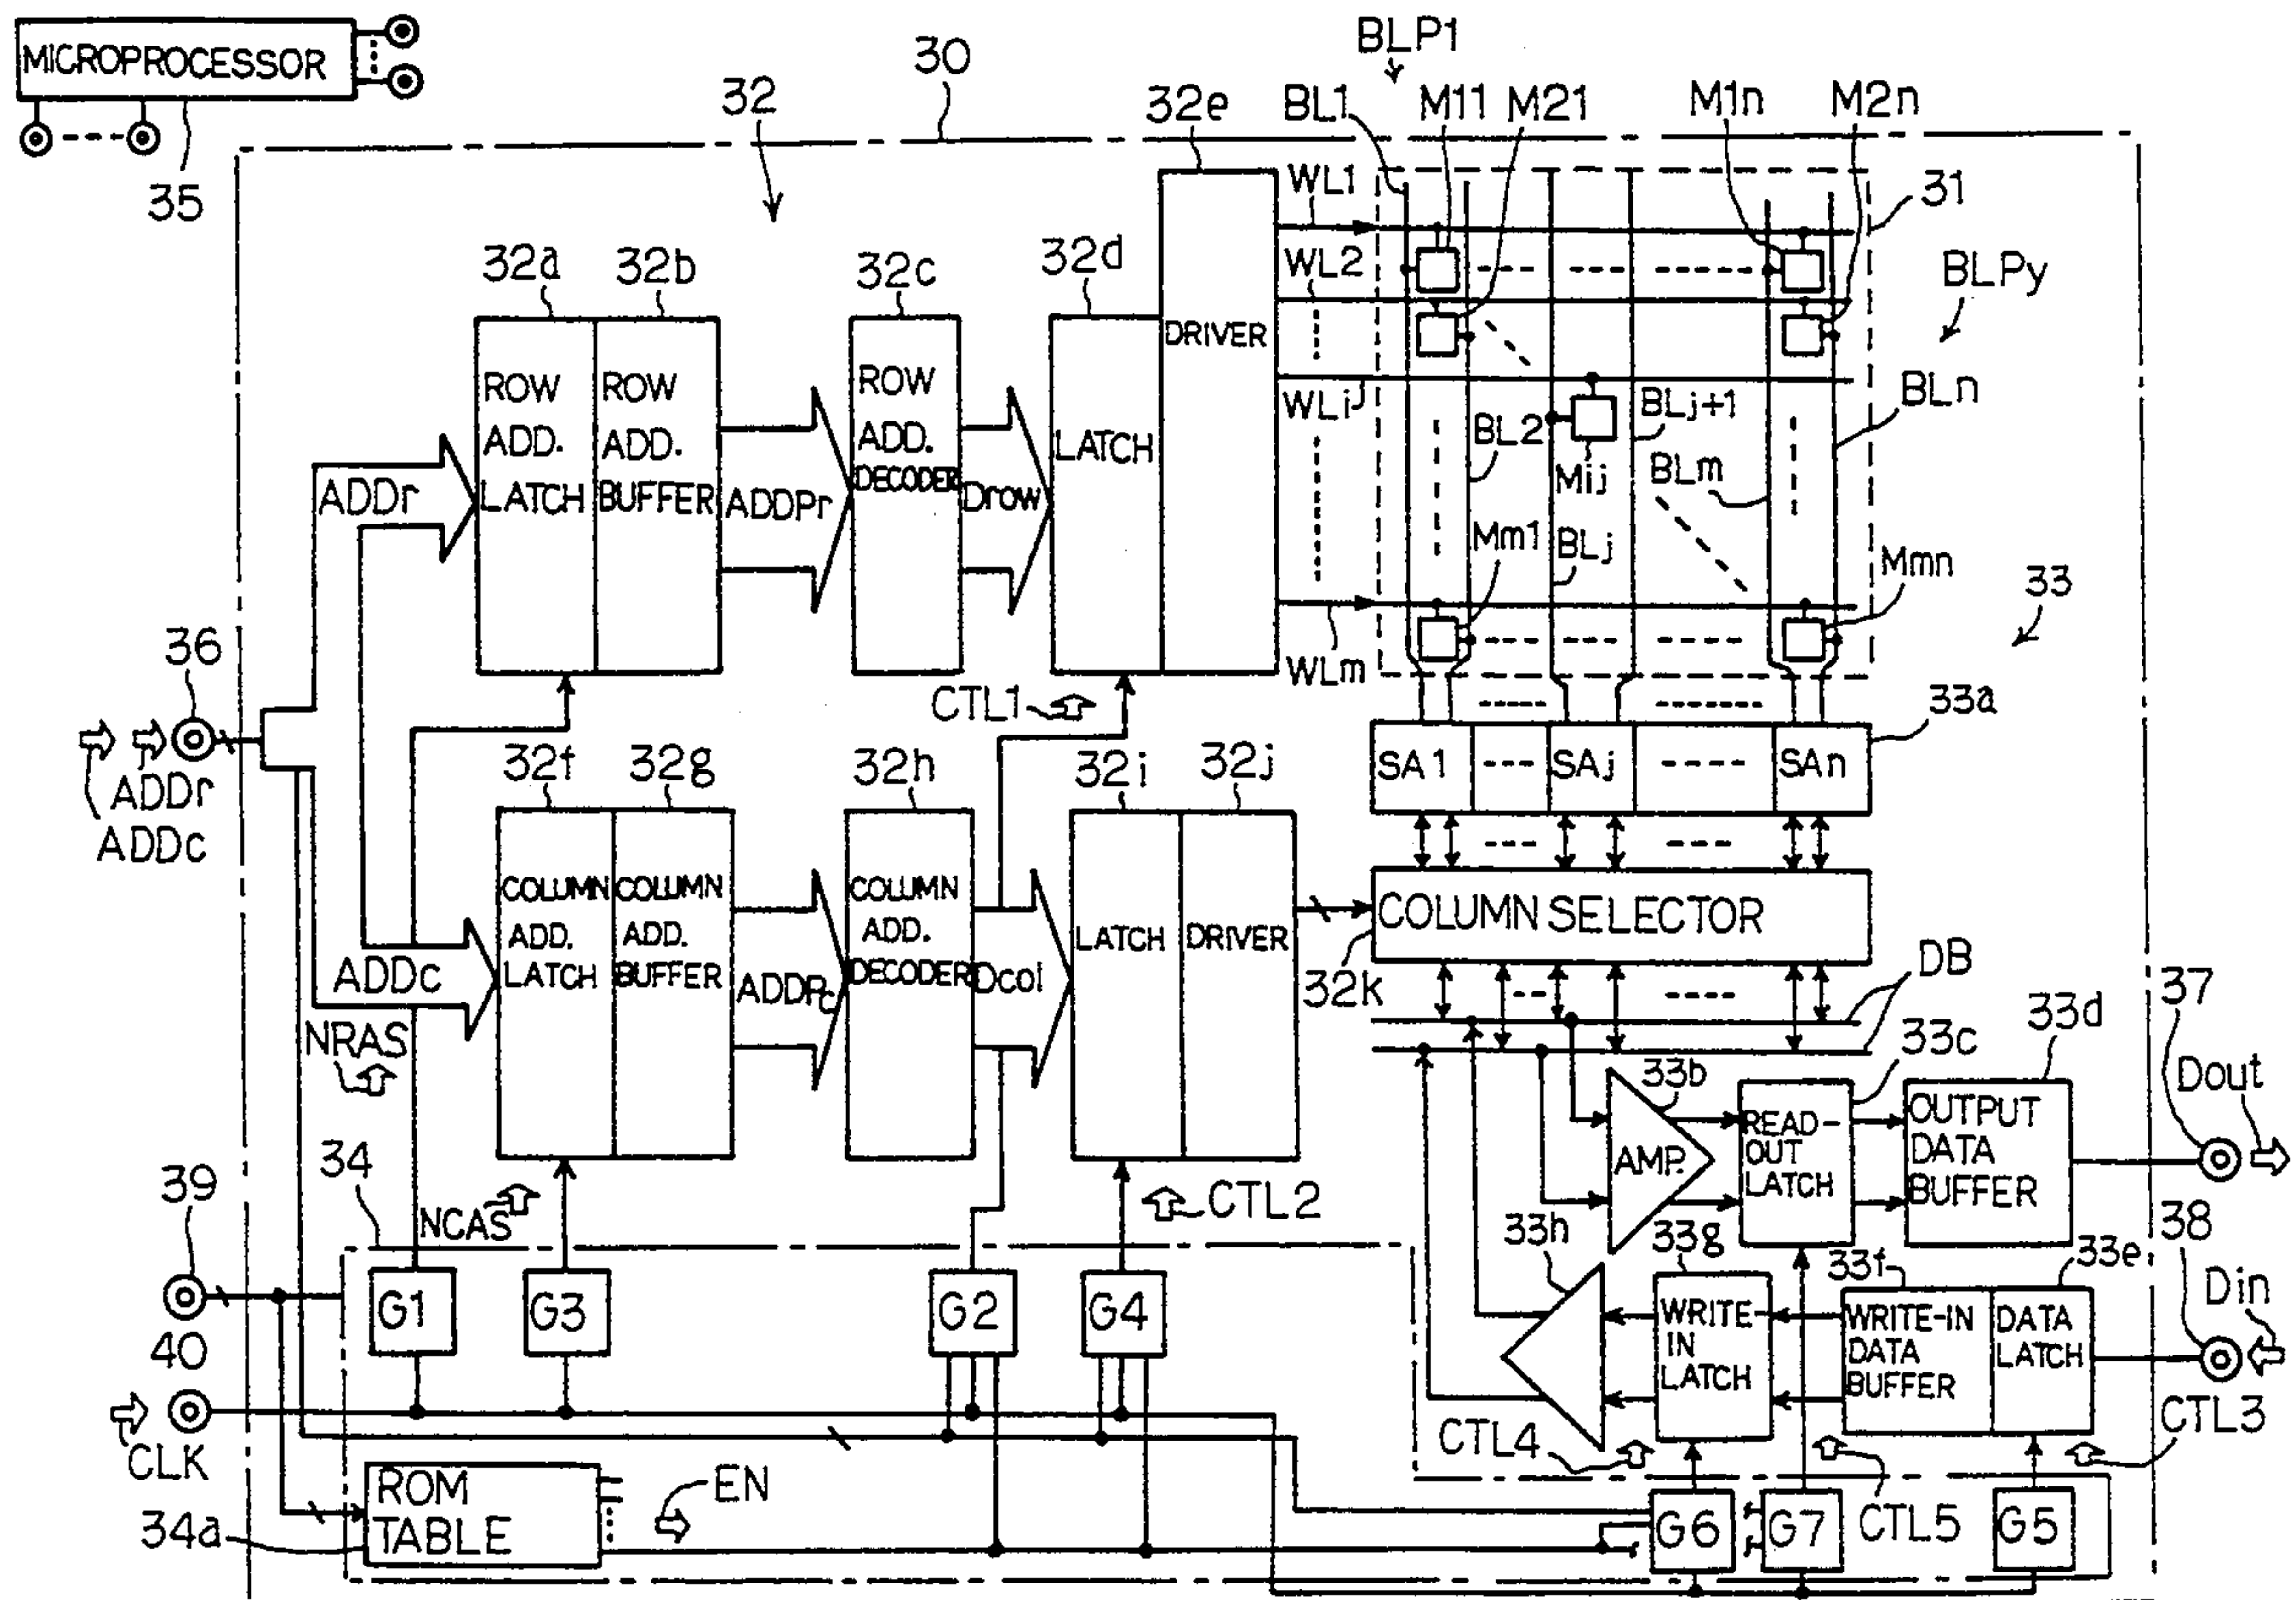 MICROPROCESSOR
35
30
32
BLP1
32e
BL1
M11
M21
M1n
M2n
31
WL1
WL2
WLi
WLm
BLPy
BLn
32a
32b
32c
32d
ROW
ADD.
LATCH
ROW
ADD.
BUFFER
ROW
ADD.
DECODER
LATCH
DRIVER
ADDr
ADDPr
Drow
BL2
Mij
BLj+1
BLm
Mm1
BLj
Mmn
33
36
ADDr
ADDc
CTL1
33a
SA1
SAj
SAn
32f
32g
32h
32i
32j
COLUMN
ADD.
LATCH
COLUMN
ADD.
BUFFER
COLUMN
ADD.
DECODER
LATCH
DRIVER
ADDc
ADDPc
Dcol
COLUMN SELECTOR
32k
DB
NRAS
NCAS
CTL2
33b
33c
33d
37
Dout
AMP.
READ-
OUT
LATCH
OUTPUT
DATA
BUFFER
34
39
33h
33g
33f
33e
38
Din
G1
G3
G2
G4
WRITE-
IN
LATCH
WRITE-IN
DATA
BUFFER
DATA
LATCH
40
CLK
CTL4
CTL3
ROM
TABLE
34a
EN
G6
G7
CTL5
G5